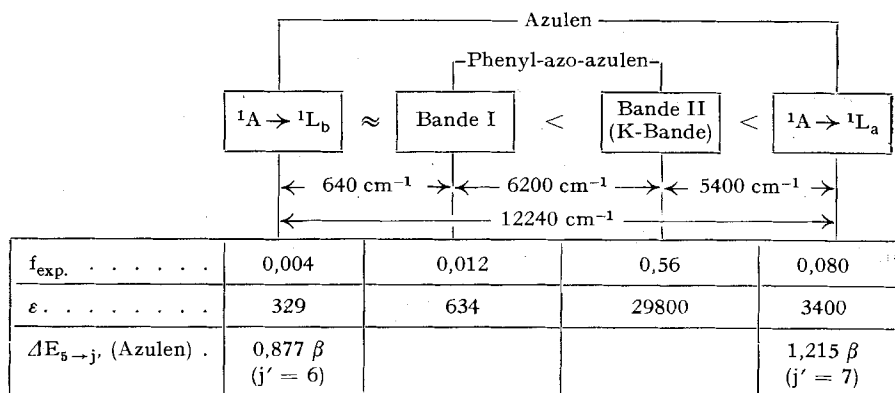 Azulen
Phenyl-azo-azulen
¹A → ¹L_b ≈ Bande I < Bande II (K-Bande) < ¹A → ¹L_a
640 cm⁻¹ 6200 cm⁻¹ 5400 cm⁻¹
12240 cm⁻¹
f_exp. . . . . . . 0,004 0,012 0,56 0,080
ε . . . . . . . . 329 634 29800 3400
ΔE₅→j′ (Azulen) . 0,877 β 1,215 β
(j′ = 6) (j′ = 7)